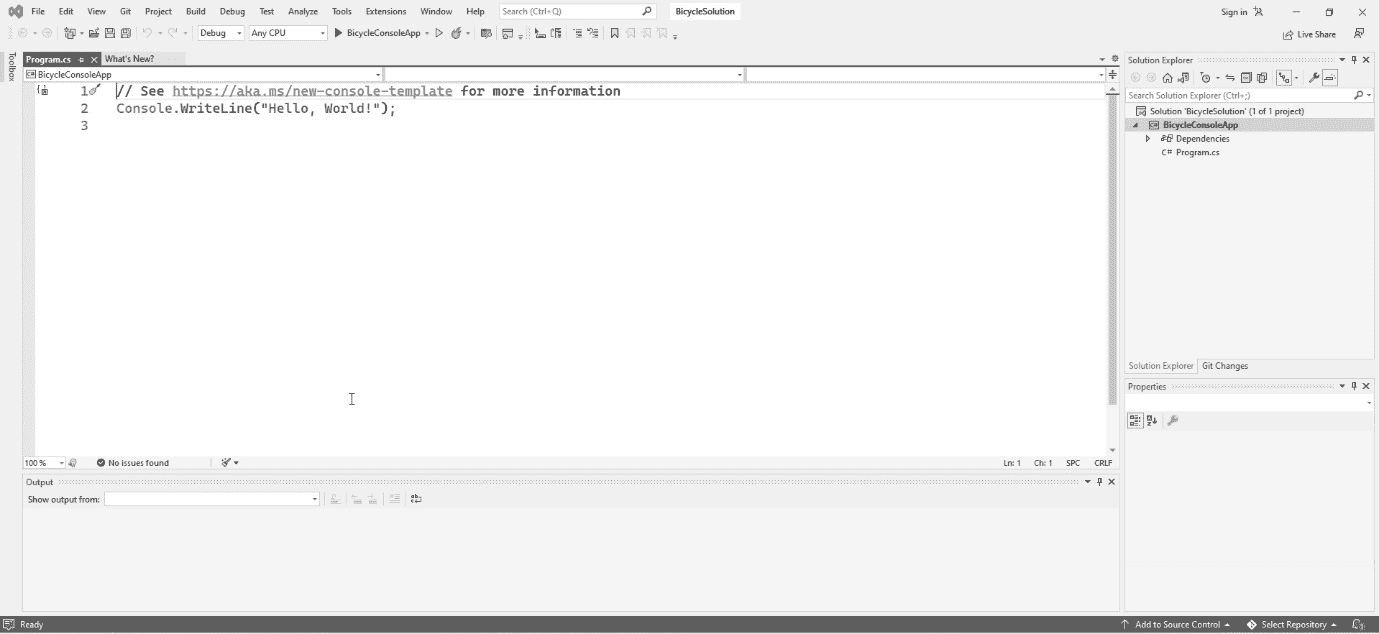 File Edit View Git Project Build Debug Test Analyze Tools Extensions Window Help Search (Ctrl+Q) BicycleSolution Sign in
Debug Any CPU BicycleConsoleApp Live Share
Toolbox
Program.cs What's New?
BicycleConsoleApp
1 // See https://aka.ms/new-console-template for more information
2 Console.WriteLine("Hello, World!");
3
100 % No issues found Ln: 1 Ch: 1 SPC CRLF
Output
Show output from:
Solution Explorer
Search Solution Explorer (Ctrl+;)
Solution 'BicycleSolution' (1 of 1 project)
BicycleConsoleApp
Dependencies
C# Program.cs
Solution Explorer Git Changes
Properties
Ready Add to Source Control Select Repository